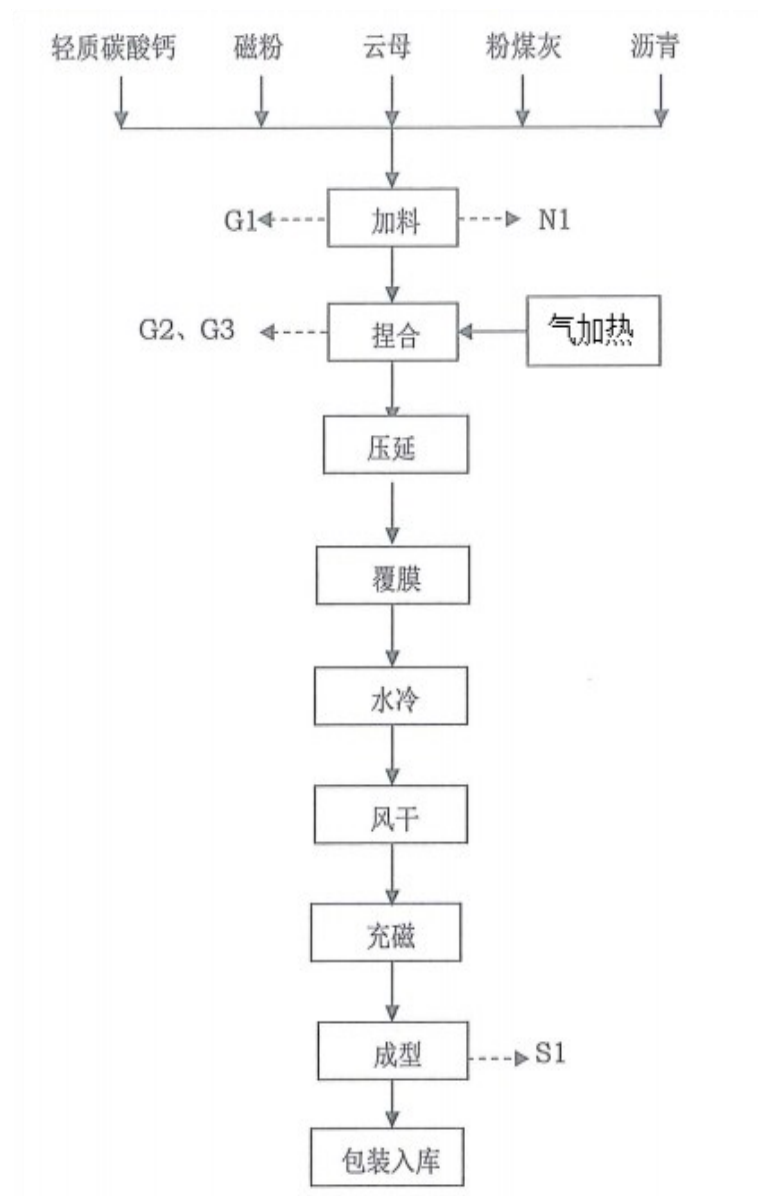 轻质碳酸钙 磁粉 云母 粉煤灰 沥青
G1 加料 N1
G2、G3 捏合 气加热
压延
覆膜
水冷
风干
充磁
成型 S1
包装入库